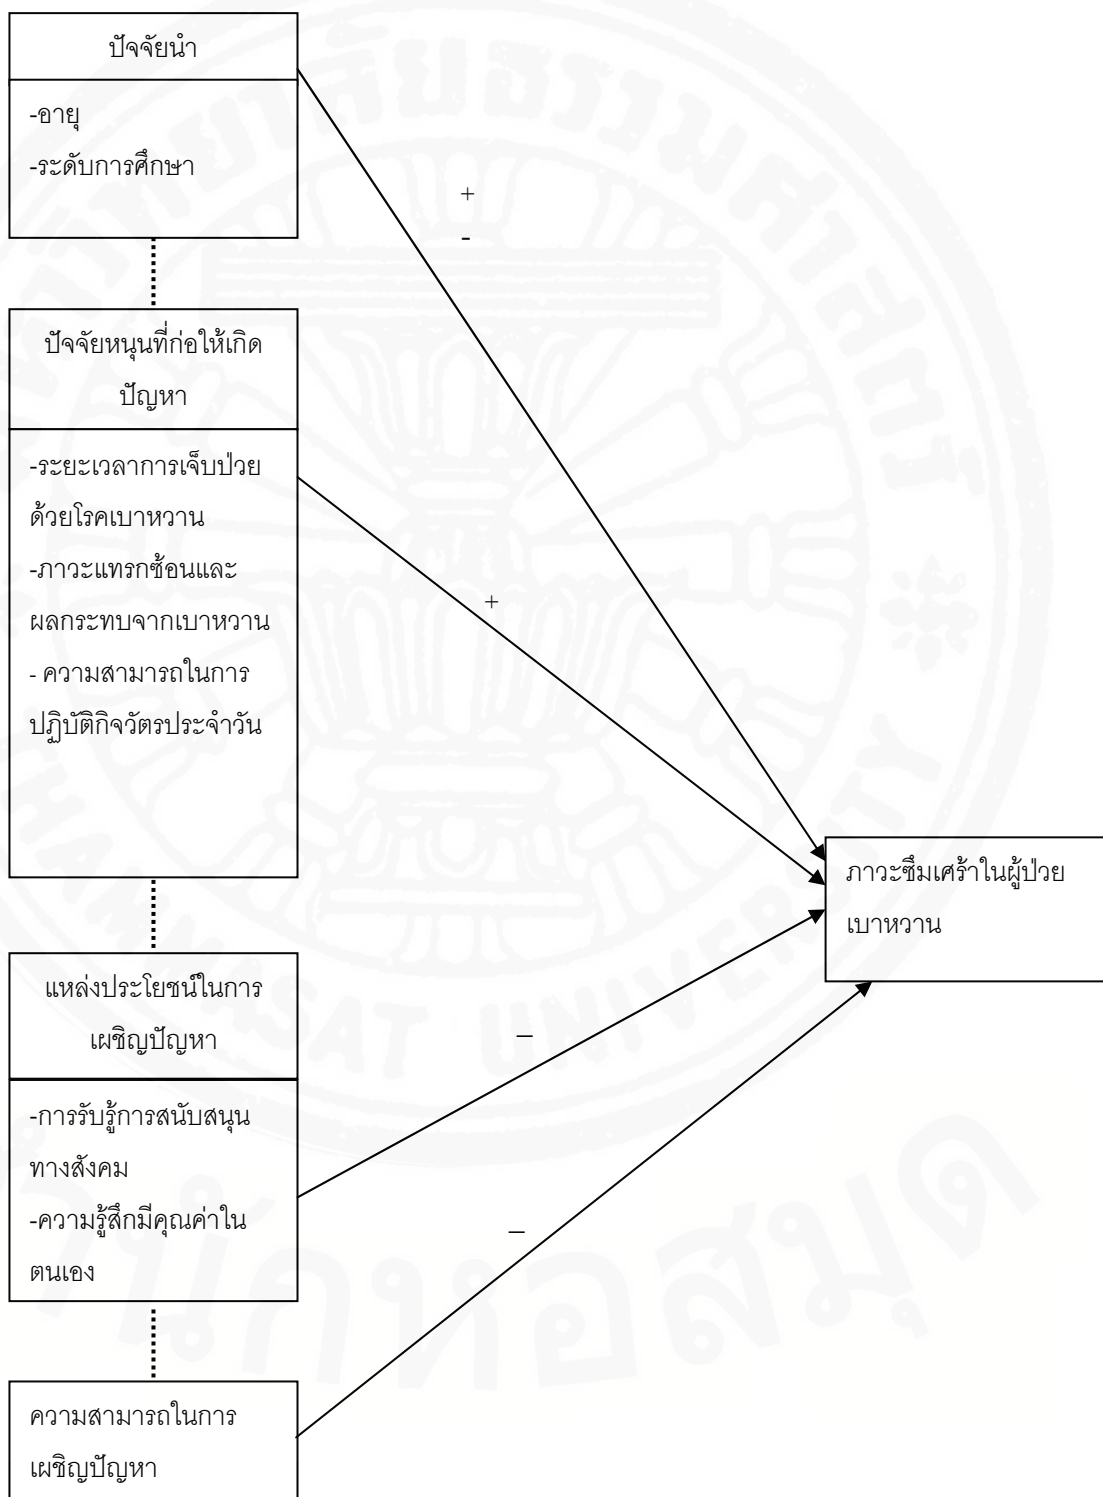 ปัจจัยนำ
-อายุ
-ระดับการศึกษา
+
-
ปัจจัยหนุนที่ก่อให้เกิด
ปัญหา
-ระยะเวลาการเจ็บป่วย
ด้วยโรคเบาหวาน
-ภาวะแทรกซ้อนและ
ผลกระทบจากเบาหวาน
- ความสามารถในการ
ปฏิบัติกิจวัตรประจำวัน
+
ภาวะซึมเศร้าในผู้ป่วย
เบาหวาน
แหล่งประโยชน์ในการ
เผชิญปัญหา
-การรับรู้การสนับสนุน
ทางสังคม
-ความรู้สึกมีคุณค่าใน
ตนเอง
–
–
ความสามารถในการ
เผชิญปัญหา
THAMMASAT UNIVERSITY